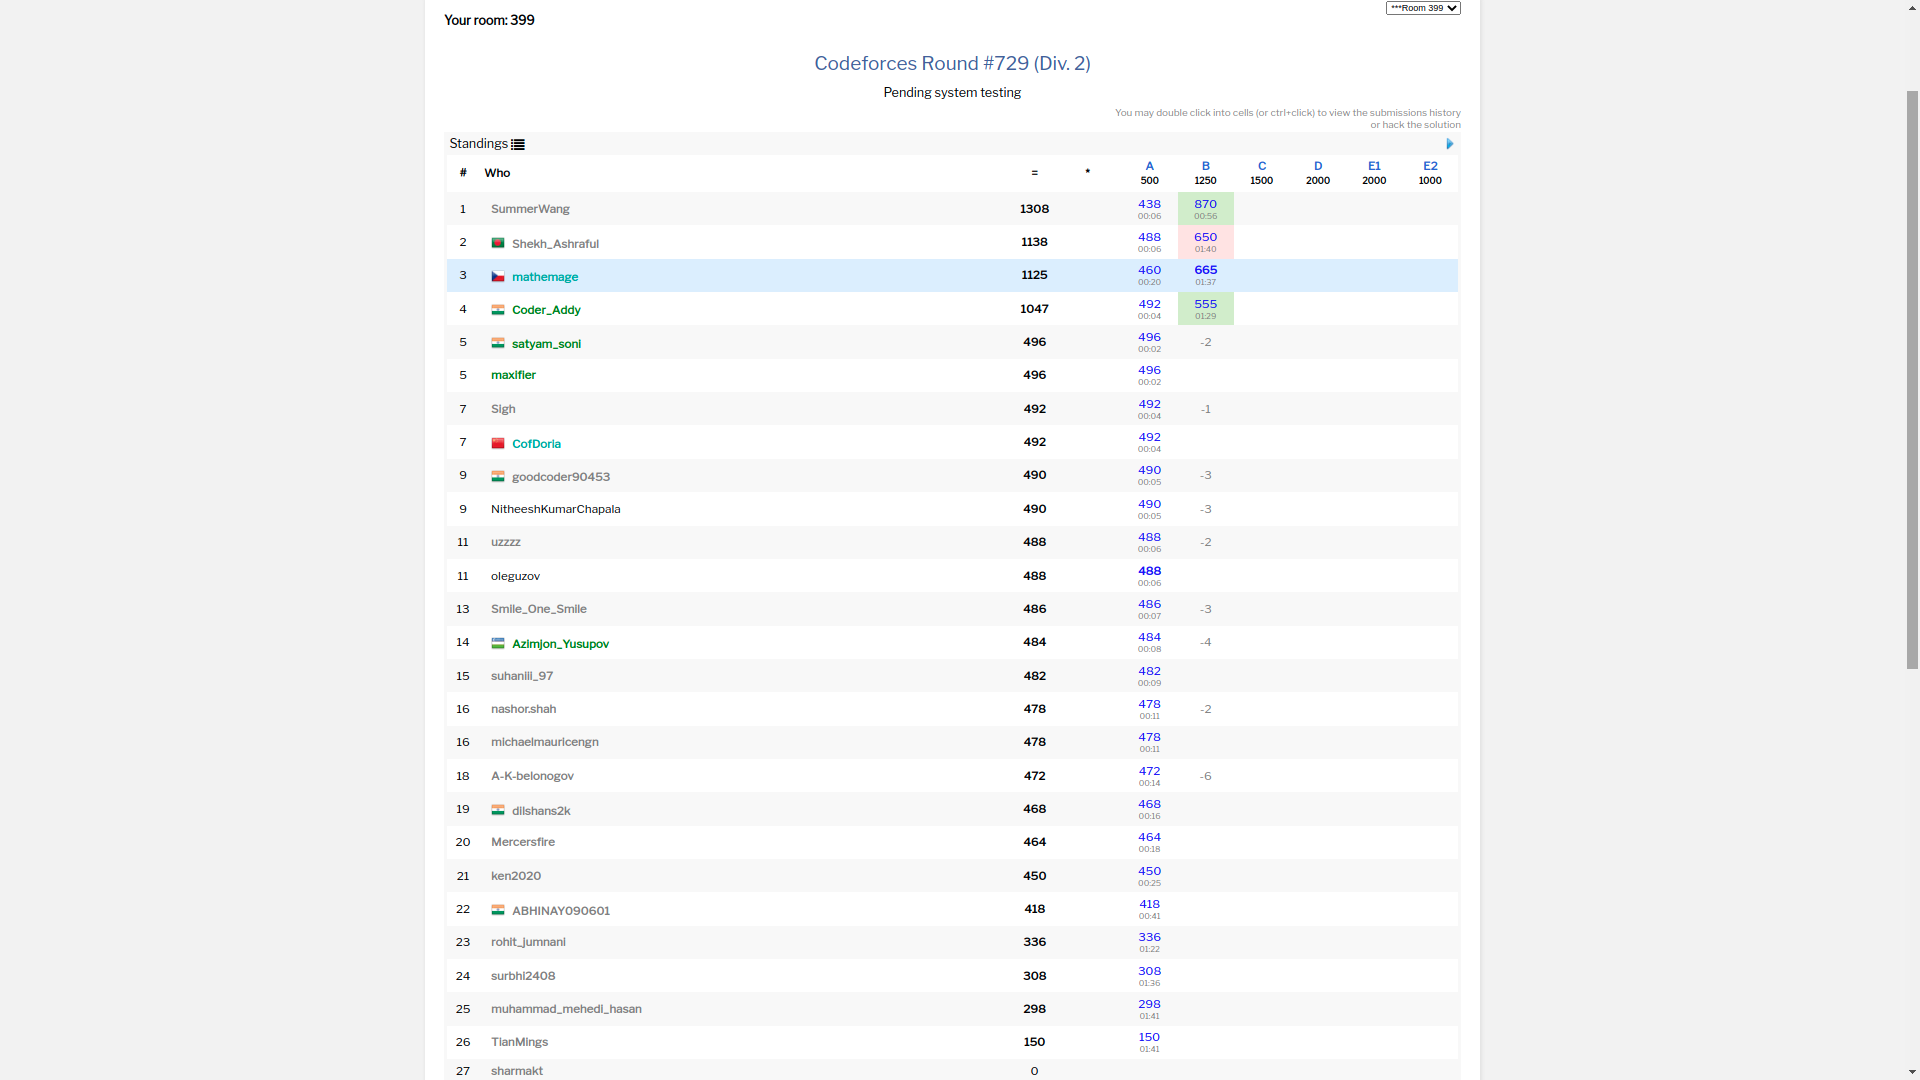 ***Room 399
Your room: 399
Codeforces Round #729 (Div. 2)
Pending system testing
You may double click into cells (or ctrl+click) to view the submissions history
or hack the solution
Standings
# Who = * A B C D E1 E2
500 1250 1500 2000 2000 1000
1 SummerWang 1308 438 870
00:06 00:56
2 Shekh_Ashraful 1138 488 650
00:06 01:40
3 mathemage 1125 460 665
00:20 01:37
4 Coder_Addy 1047 492 555
00:04 01:29
5 satyam_soni 496 496 -2
00:02
5 maxifier 496 496
00:02
7 Sigh 492 492 -1
00:04
7 CofDoria 492 492
00:04
9 goodcoder90453 490 490 -3
00:05
9 NitheeshKumarChapala 490 490 -3
00:05
11 uzzzz 488 488 -2
00:06
11 oleguzov 488 488
00:06
13 Smile_One_Smile 486 486 -3
00:07
14 Azimjon_Yusupov 484 484 -4
00:08
15 suhaniii_97 482 482
00:09
16 nashor.shah 478 478 -2
00:11
16 michaelmauricengn 478 478
00:11
18 A-K-belonogov 472 472 -6
00:14
19 dilshans2k 468 468
00:16
20 Mercersfire 464 464
00:18
21 ken2020 450 450
00:25
22 ABHINAY090601 418 418
00:41
23 rohit_jumnani 336 336
01:22
24 surbhi2408 308 308
01:36
25 muhammad_mehedi_hasan 298 298
01:41
26 TianMings 150 150
01:41
27 sharmakt 0